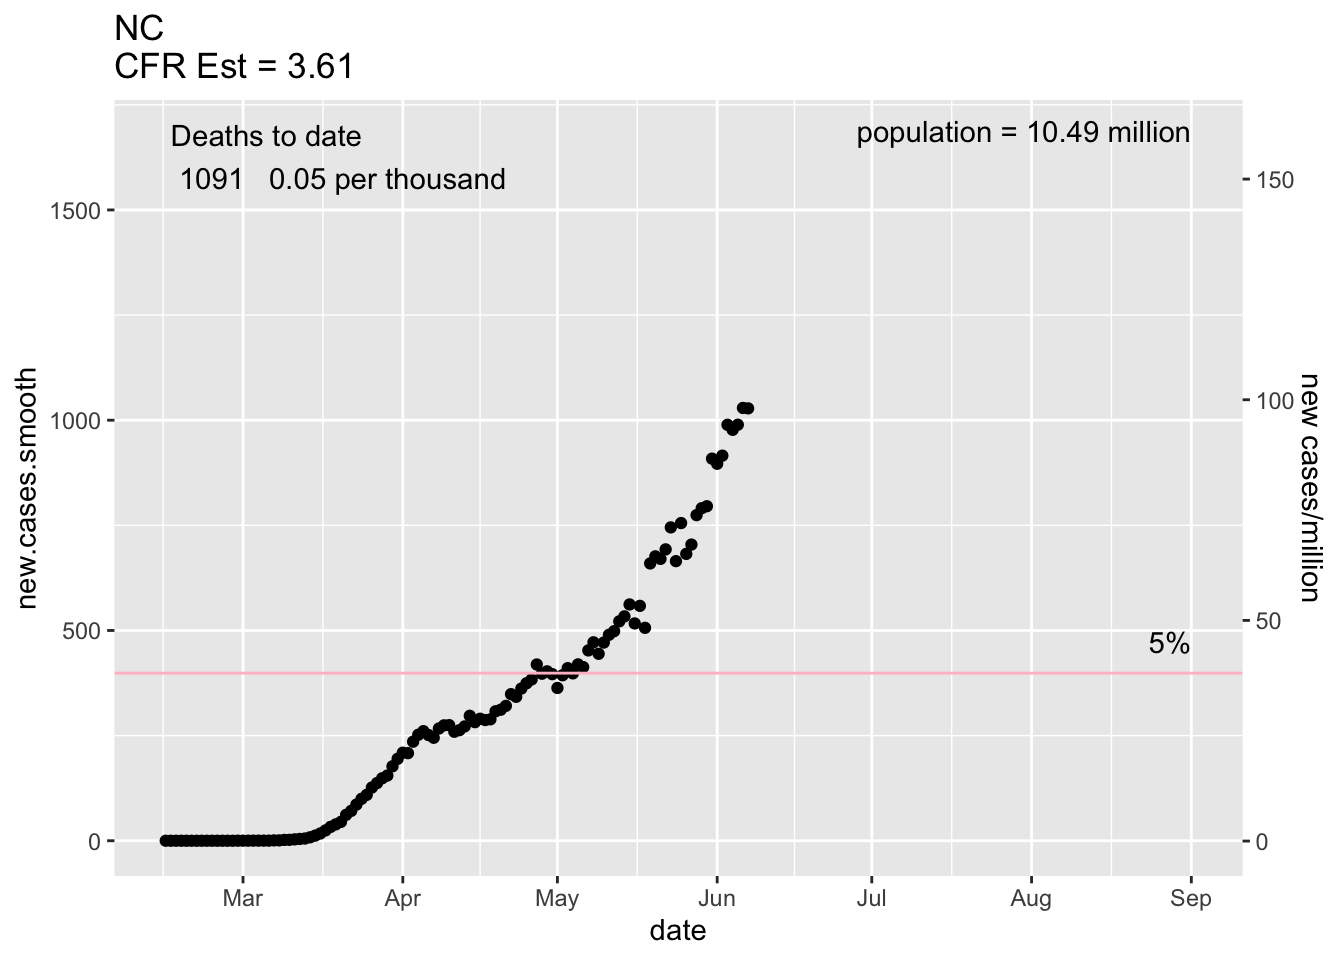 NC
CFR Est = 3.61
Deaths to date
1091 0.05 per thousand
population = 10.49 million
new.cases.smooth
1500
1000
500
0
150
100
50
0
new cases/million
5%
Mar Apr May Jun Jul Aug Sep
date